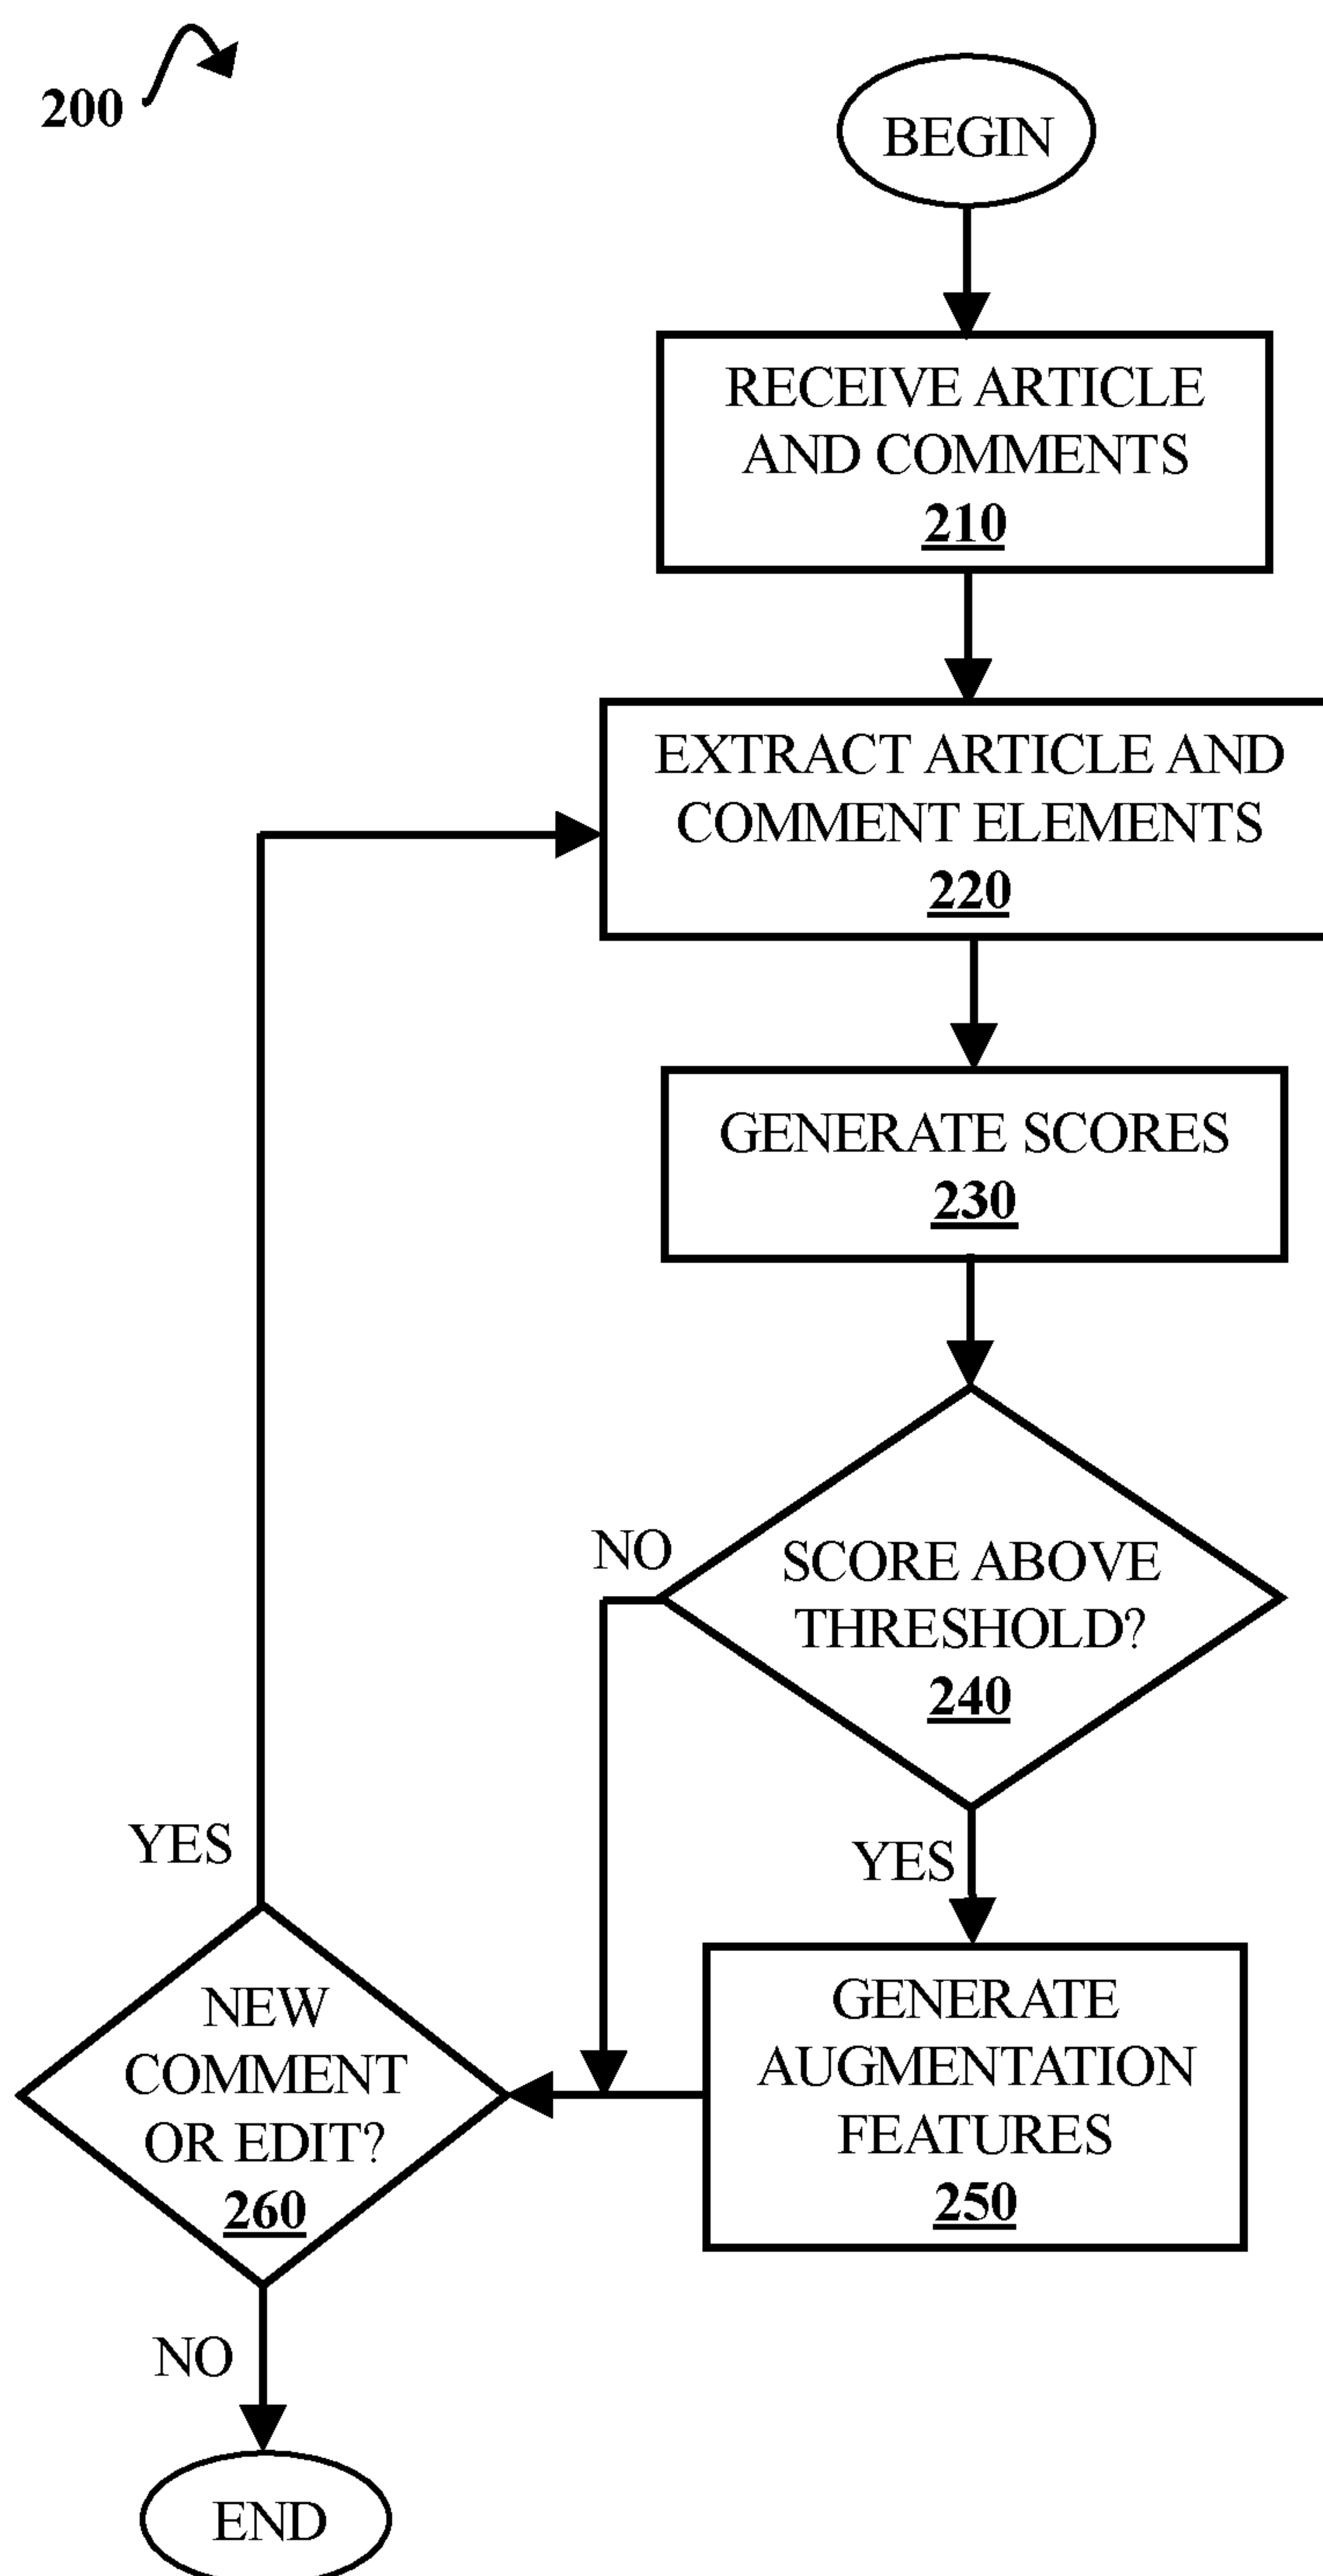 200
BEGIN
RECEIVE ARTICLE
AND COMMENTS
210
EXTRACT ARTICLE AND
COMMENT ELEMENTS
220
GENERATE SCORES
230
NO
SCORE ABOVE
THRESHOLD?
240
YES
YES
GENERATE
AUGMENTATION
FEATURES
250
NEW
COMMENT
OR EDIT?
260
NO
END